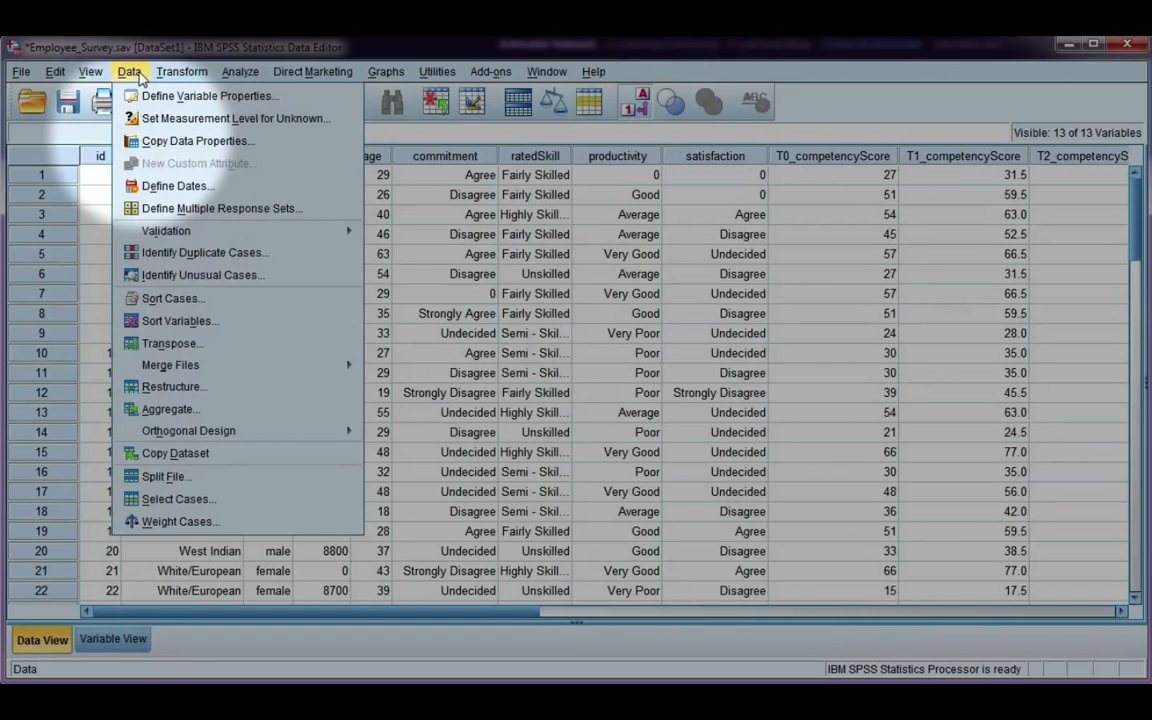 *Employee_Survey.sav [DataSet1] - IBM SPSS Statistics Data Editor
File Edit View Data Transform Analyze Direct Marketing Graphs Utilities Add-ons Window Help
Define Variable Properties...
Set Measurement Level for Unknown...
Copy Data Properties...
New Custom Attribute...
Define Dates...
Define Multiple Response Sets...
Validation
Identify Duplicate Cases...
Identify Unusual Cases...
Sort Cases...
Sort Variables...
Transpose...
Merge Files
Restructure...
Aggregate...
Orthogonal Design
Copy Dataset
Split File...
Select Cases...
Weight Cases...
Visible: 13 of 13 Variables
id commitment ratedSkill productivity satisfaction T0_competencyScore T1_competencyScore T2_competencyS
1 29 Agree Fairly Skilled 0 0 27 31.5
2 26 Disagree Fairly Skilled Good 0 51 59.5
3 40 Agree Highly Skill... Average Agree 54 63.0
4 46 Disagree Fairly Skilled Average Disagree 45 52.5
5 63 Agree Fairly Skilled Very Good Undecided 57 66.5
6 54 Disagree Unskilled Average Disagree 27 31.5
7 29 0 Fairly Skilled Very Good Undecided 57 66.5
8 35 Strongly Agree Fairly Skilled Good Disagree 51 59.5
9 33 Undecided Semi - Skil... Very Poor Undecided 24 28.0
10 27 Agree Semi - Skil... Poor Undecided 30 35.0
11 29 Disagree Semi - Skil... Poor Disagree 30 35.0
12 19 Strongly Disagree Fairly Skilled Poor Strongly Disagree 39 45.5
13 55 Undecided Highly Skill... Average Undecided 54 63.0
14 29 Disagree Unskilled Poor Disagree 21 24.5
15 48 Undecided Highly Skill... Very Good Undecided 66 77.0
16 32 Undecided Semi - Skil... Poor Disagree 30 35.0
17 48 Undecided Semi - Skil... Very Good Undecided 48 56.0
18 18 Disagree Semi - Skil... Average Disagree 36 42.0
19 28 Agree Fairly Skilled Good Agree 51 59.5
20 20 West Indian male 8800 37 Undecided Unskilled Good Disagree 33 38.5
21 21 White/European female 0 43 Strongly Disagree Highly Skill... Good Agree 66 77.0
22 22 White/European female 8700 39 Undecided Unskilled Very Poor Disagree 15 17.5
Data View Variable View
Data IBM SPSS Statistics Processor is ready